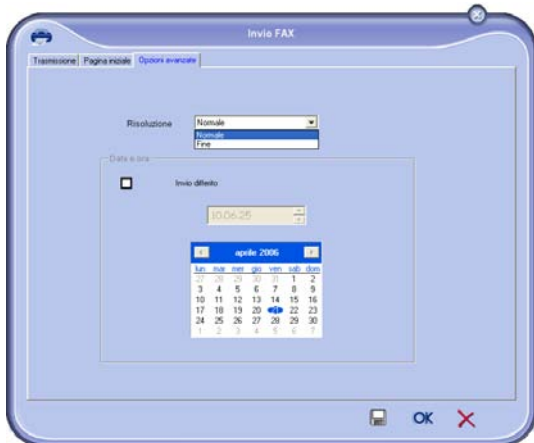 Invio FAX
Trasmissione Pagina iniziale Opzioni avanzate
Risoluzione Normale
Normale
Fine
Data e ora
Invio differito
10.06.25
aprile 2006
lun mar mer gio ven sab dom
27 28 29 30 31 1 2
3 4 5 6 7 8 9
10 11 12 13 14 15 16
17 18 19 20 21 22 23
24 25 26 27 28 29 30
1 2 3 4 5 6 7
OK